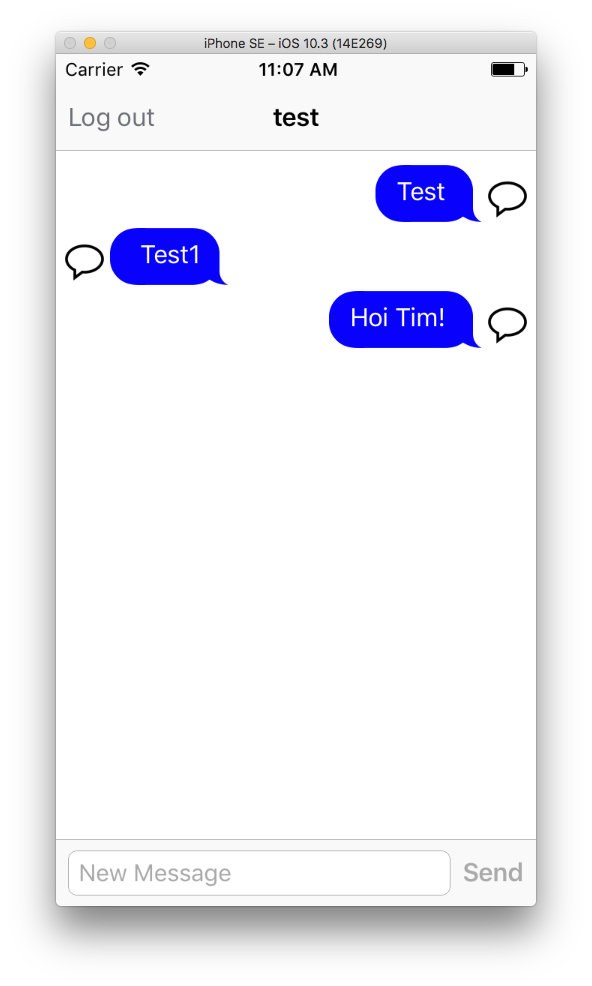 iPhone SE – iOS 10.3 (14E269)
Carrier 11:07 AM
Log out test
Test
Test1
Hoi Tim!
New Message Send